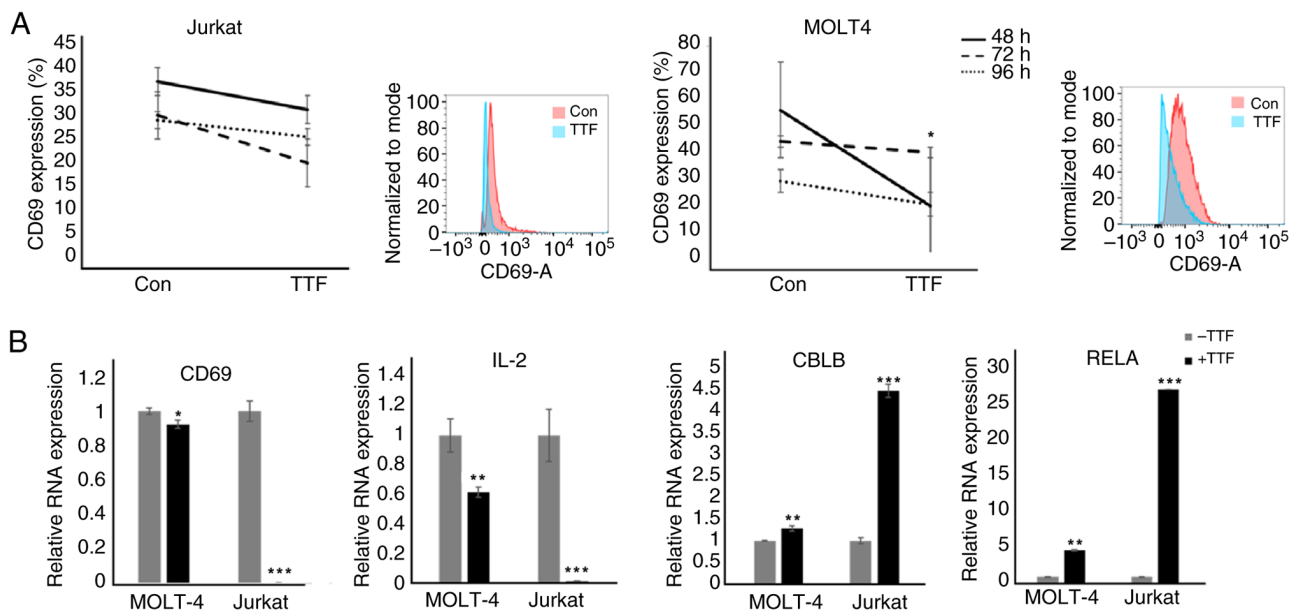 A
Jurkat
45
40
35
30
25
20
15
10
5
0
CD69 expression (%)
Con
TTF
Normalized to mode
100
80
60
40
20
0
Con
TTF
−10³ 0 10³ 10⁴ 10⁵
CD69-A
MOLT4
80
70
60
50
40
30
20
10
0
CD69 expression (%)
*
Con
TTF
48 h
72 h
96 h
Normalized to mode
100
80
60
40
20
0
Con
TTF
−10³ 0 10³ 10⁴ 10⁵
CD69-A
B
CD69
Relative RNA expression
1.2
1
0.8
0.6
0.4
0.2
0
*
***
MOLT-4 Jurkat
IL-2
Relative RNA expression
1.4
1.2
1
0.8
0.6
0.4
0.2
0
**
***
MOLT-4 Jurkat
CBLB
Relative RNA expression
5
4.5
4
3.5
3
2.5
2
1.5
1
0.5
0
**
***
MOLT-4 Jurkat
RELA
Relative RNA expression
30
25
20
15
10
5
0
**
***
MOLT-4 Jurkat
–TTF
+TTF